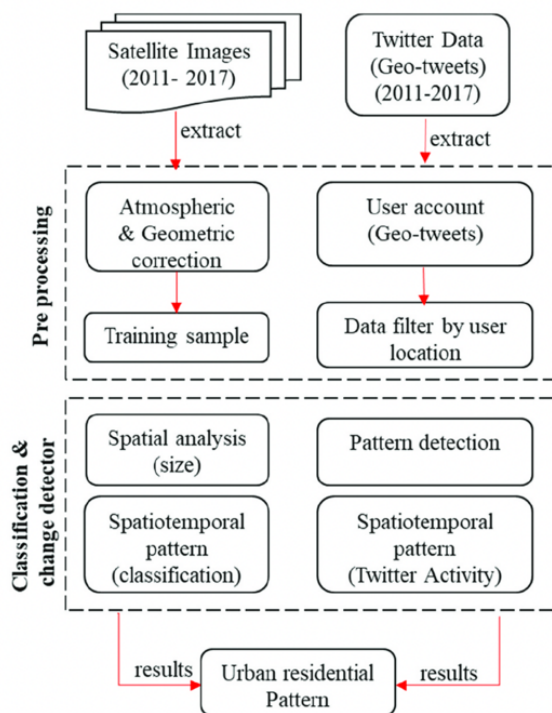 Satellite Images
(2011- 2017)
Twitter Data
(Geo-tweets)
(2011-2017)
extract
extract
Pre processing
Atmospheric
& Geometric
correction
User account
(Geo-tweets)
Training sample
Data filter by user
location
Classification &
change detector
Spatial analysis
(size)
Pattern detection
Spatiotemporal
pattern
(classification)
Spatiotemporal
pattern
(Twitter Activity)
results
Urban residential
Pattern
results